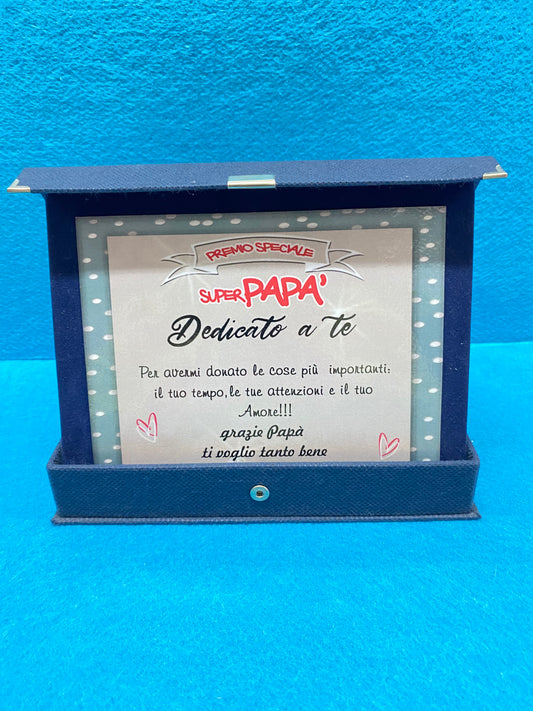 PREMIO SPECIALE
SUPER PAPA'
Dedicato a te
Per avermi donato le cose più importanti:
il tuo tempo, le tue attenzioni e il tuo
Amore!!!
grazie Papà
ti voglio tanto bene